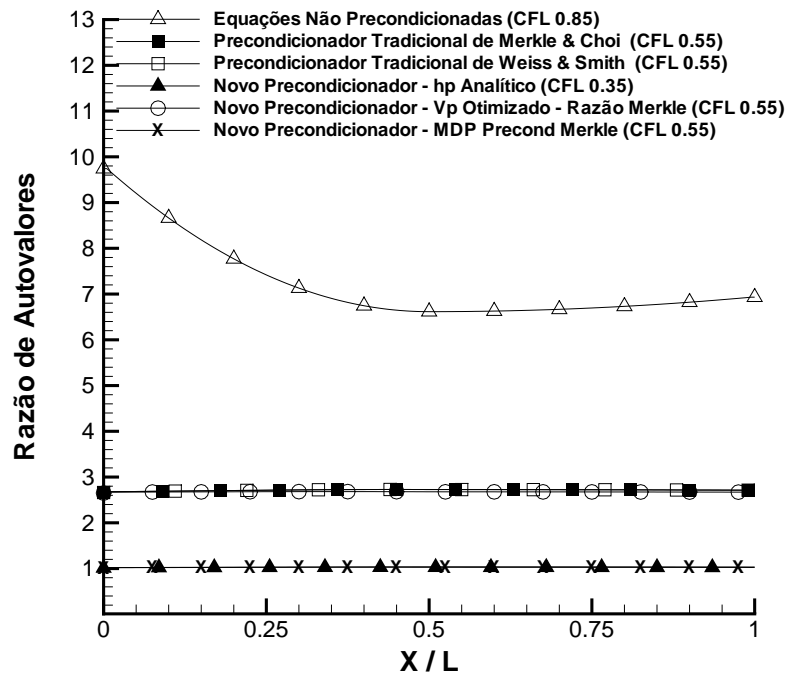 Equações Não Precondicionadas (CFL 0.85)
Precondicionador Tradicional de Merkle & Choi (CFL 0.55)
Precondicionador Tradicional de Weiss & Smith (CFL 0.55)
Novo Precondicionador - hp Analítico (CFL 0.35)
Novo Precondicionador - Vp Otimizado - Razão Merkle (CFL 0.55)
Novo Precondicionador - MDP Precond Merkle (CFL 0.55)
13
12
11
10
9
8
7
6
5
4
3
2
1
Razão de Autovalores
0 0.25 0.5 0.75 1
X / L